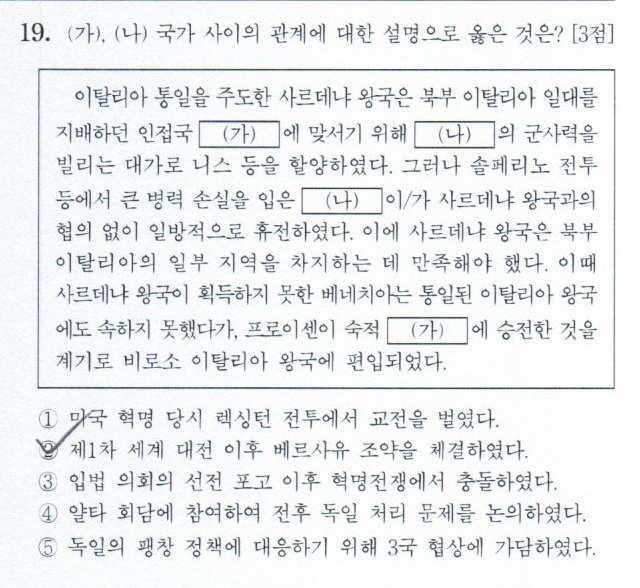 19. (가), (나) 국가 사이의 관계에 대한 설명으로 옳은 것은? [3점]
이탈리아 통일을 주도한 사르데냐 왕국은 북부 이탈리아 일대를
지배하던 인접국 (가) 에 맞서기 위해 (나) 의 군사력을
빌리는 대가로 니스 등을 할양하였다. 그러나 솔페리노 전투
등에서 큰 병력 손실을 입은 (나) 이/가 사르데냐 왕국과의
협의 없이 일방적으로 휴전하였다. 이에 사르데냐 왕국은 북부
이탈리아의 일부 지역을 차지하는 데 만족해야 했다. 이때
사르데냐 왕국이 획득하지 못한 베네치아는 통일된 이탈리아 왕국
에도 속하지 못했다가, 프로이센이 숙적 (가) 에 승전한 것을
계기로 비로소 이탈리아 왕국에 편입되었다.
① 미국 혁명 당시 렉싱턴 전투에서 교전을 벌였다.
② 제1차 세계 대전 이후 베르사유 조약을 체결하였다.
③ 입법 의회의 선전 포고 이후 혁명전쟁에서 충돌하였다.
④ 얄타 회담에 참여하여 전후 독일 처리 문제를 논의하였다.
⑤ 독일의 팽창 정책에 대응하기 위해 3국 협상에 가담하였다.